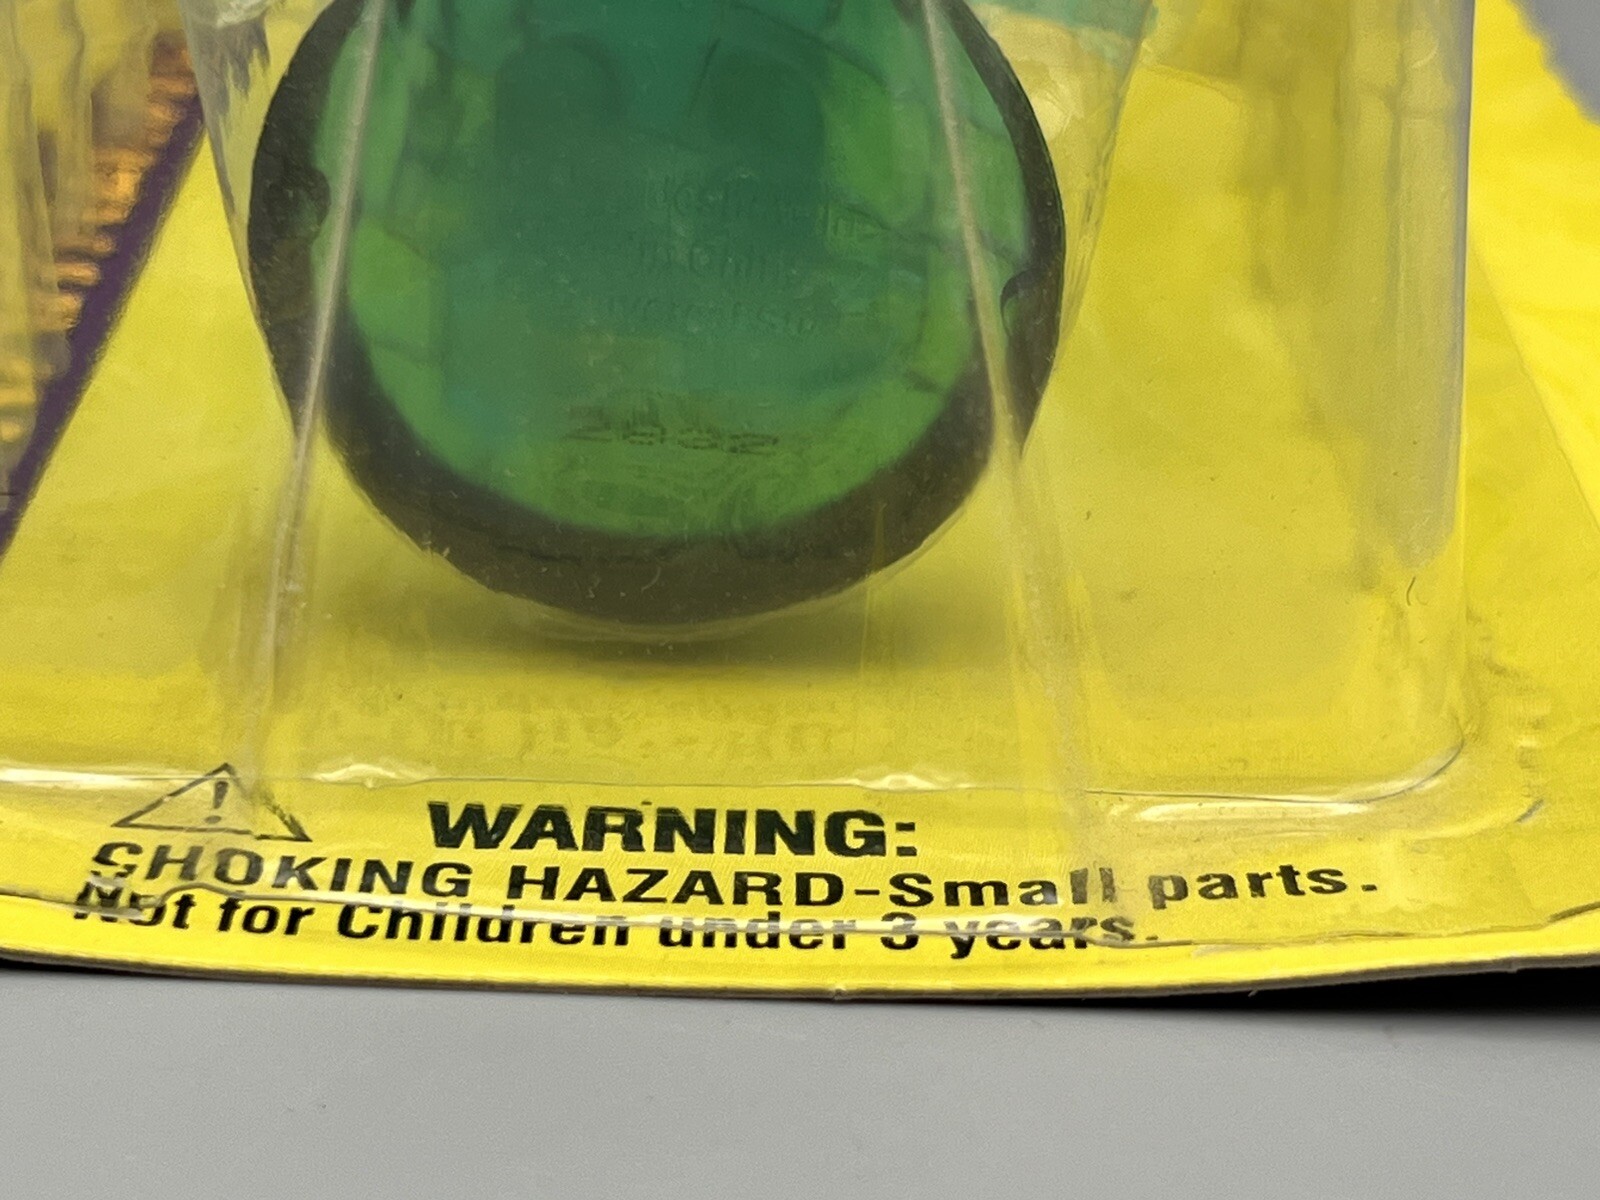 WARNING:
CHOKING HAZARD-Small parts.
Not for Children under 3 years.